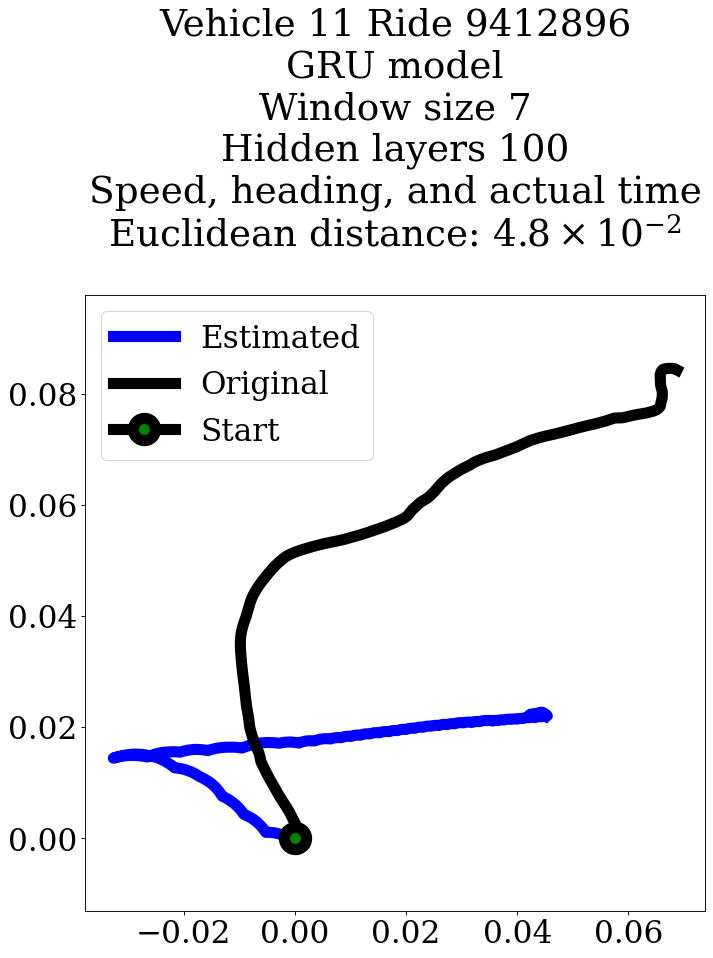 Vehicle 11 Ride 9412896
GRU model
Window size 7
Hidden layers 100
Speed, heading, and actual time
Euclidean distance: 4.8 × 10⁻²
Estimated
Original
Start
0.08
0.06
0.04
0.02
0.00
−0.02 0.00 0.02 0.04 0.06